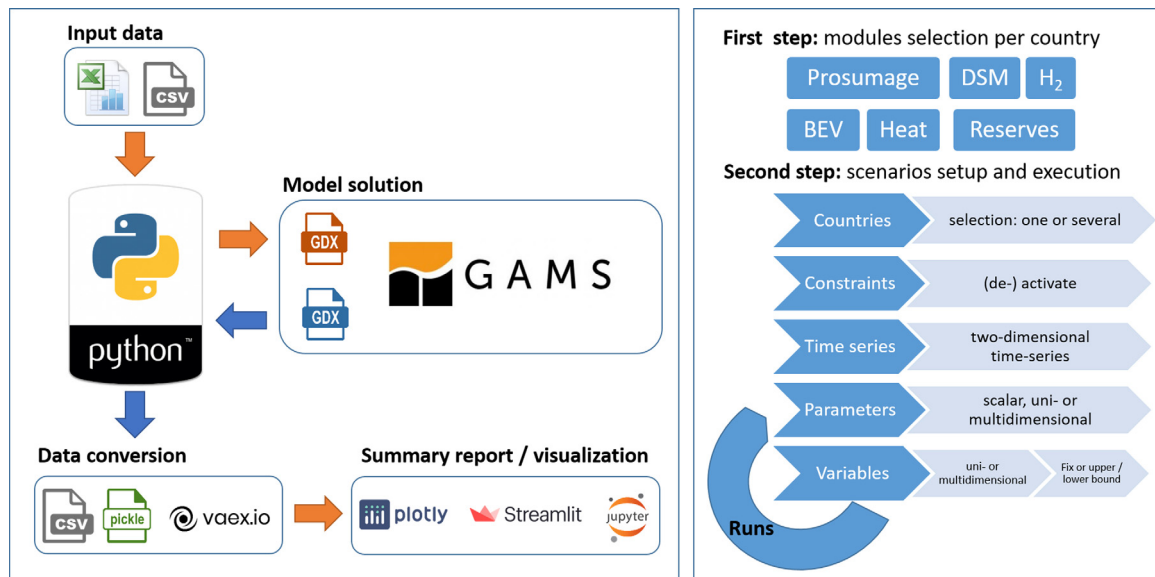 Input data
CSV
Model solution
GDX
GAMS
GDX
python™
Data conversion
CSV
pickle
vaex.io
Summary report / visualization
plotly
Streamlit
jupyter
First step: modules selection per country
Prosumage
DSM
H₂
BEV
Heat
Reserves
Second step: scenarios setup and execution
Countries
selection: one or several
Constraints
(de-) activate
Time series
two-dimensional
time-series
Parameters
scalar, uni- or
multidimensional
Variables
uni- or
multidimensional
Fix or upper /
lower bound
Runs